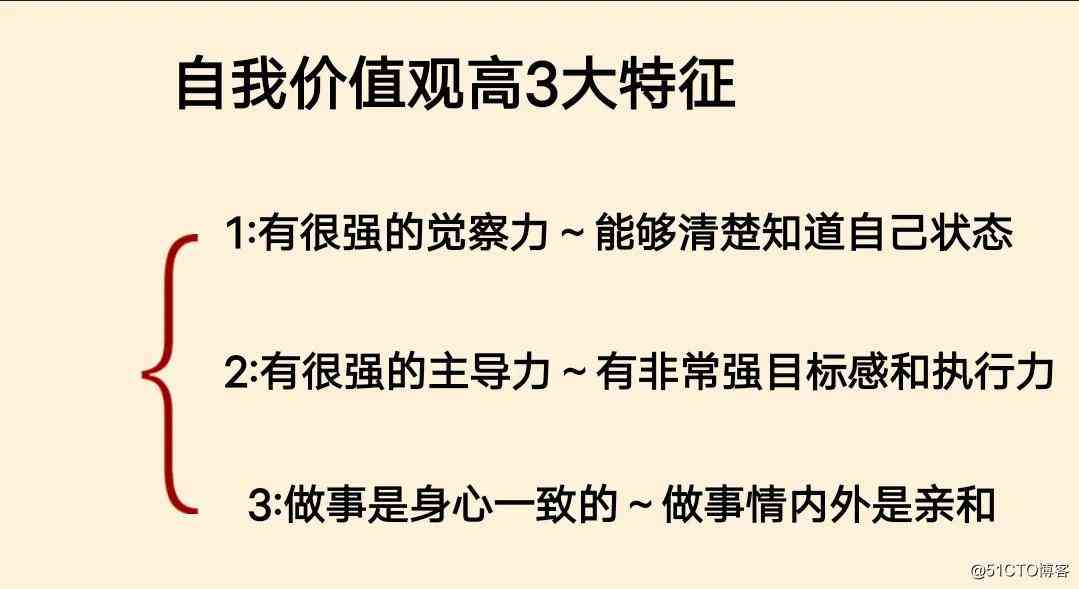 自我价值观高3大特征
1:有很强的觉察力 ~ 能够清楚知道自己状态
2:有很强的主导力 ~ 有非常强目标感和执行力
3:做事是身心一致的 ~ 做事情内外是亲和
@51CTO博客